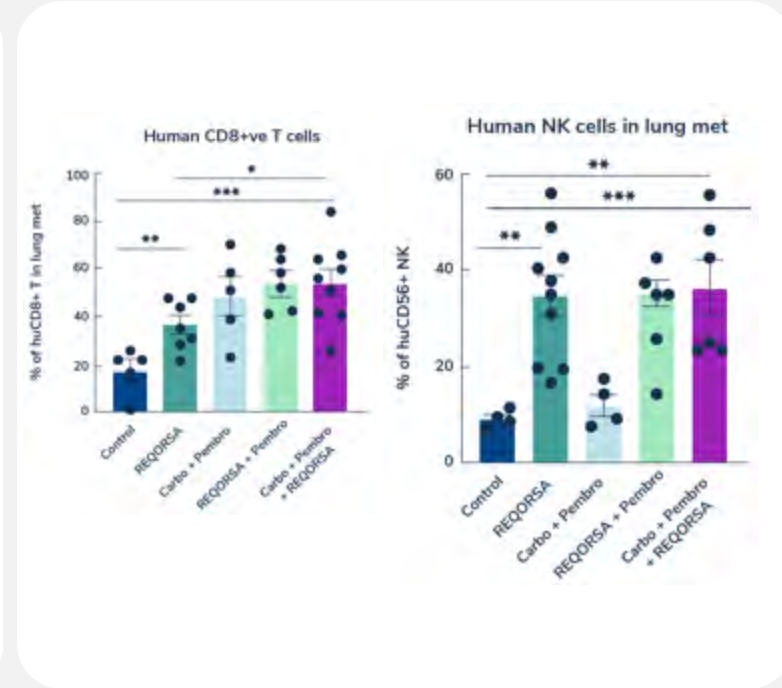 Human CD8+ve T cells
% of huCD8+ T in lung met
100
80
60
40
20
0
*
***
**
Control
REQORSA
Carbo + Pembro
REQORSA + Pembro
Carbo + Pembro
+ REQORSA
Human NK cells in lung met
% of huCD56+ NK
60
40
20
0
**
***
**
Control
REQORSA
Carbo + Pembro
REQORSA + Pembro
Carbo + Pembro
+ REQORSA